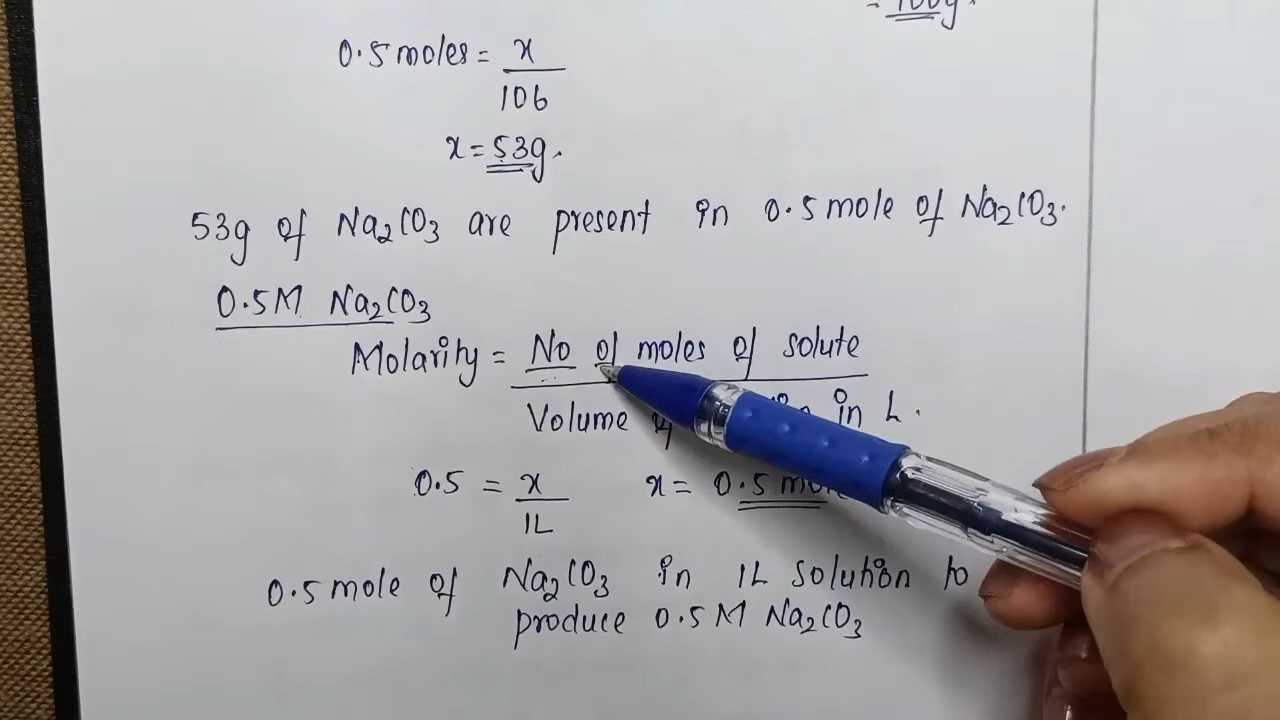 = 106g.
0.5 moles = x
106
x = 53g.
53g of Na2CO3 are present in 0.5 mole of Na2CO3.
0.5M Na2CO3
Molarity = No of moles of solute
Volume in L.
0.5 = x x = 0.5
1L
0.5 mole of Na2CO3 in 1L solution to
produce 0.5 M Na2CO3